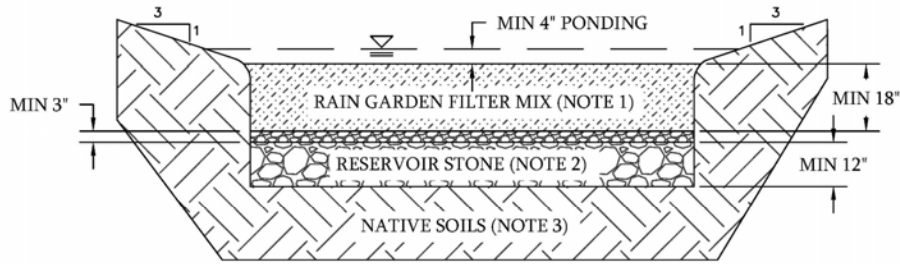 3
1
MIN 4" PONDING
3
1
MIN 3"
RAIN GARDEN FILTER MIX (NOTE 1)
MIN 18"
RESERVOIR STONE (NOTE 2)
MIN 12"
NATIVE SOILS (NOTE 3)